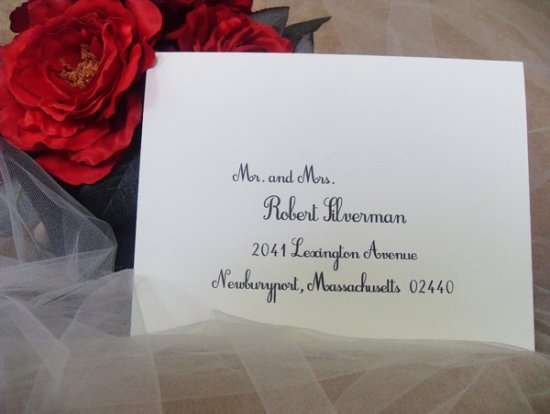 Mr. and Mrs.
Robert Silverman
2041 Lexington Avenue
Newburyport, Massachusetts 02440